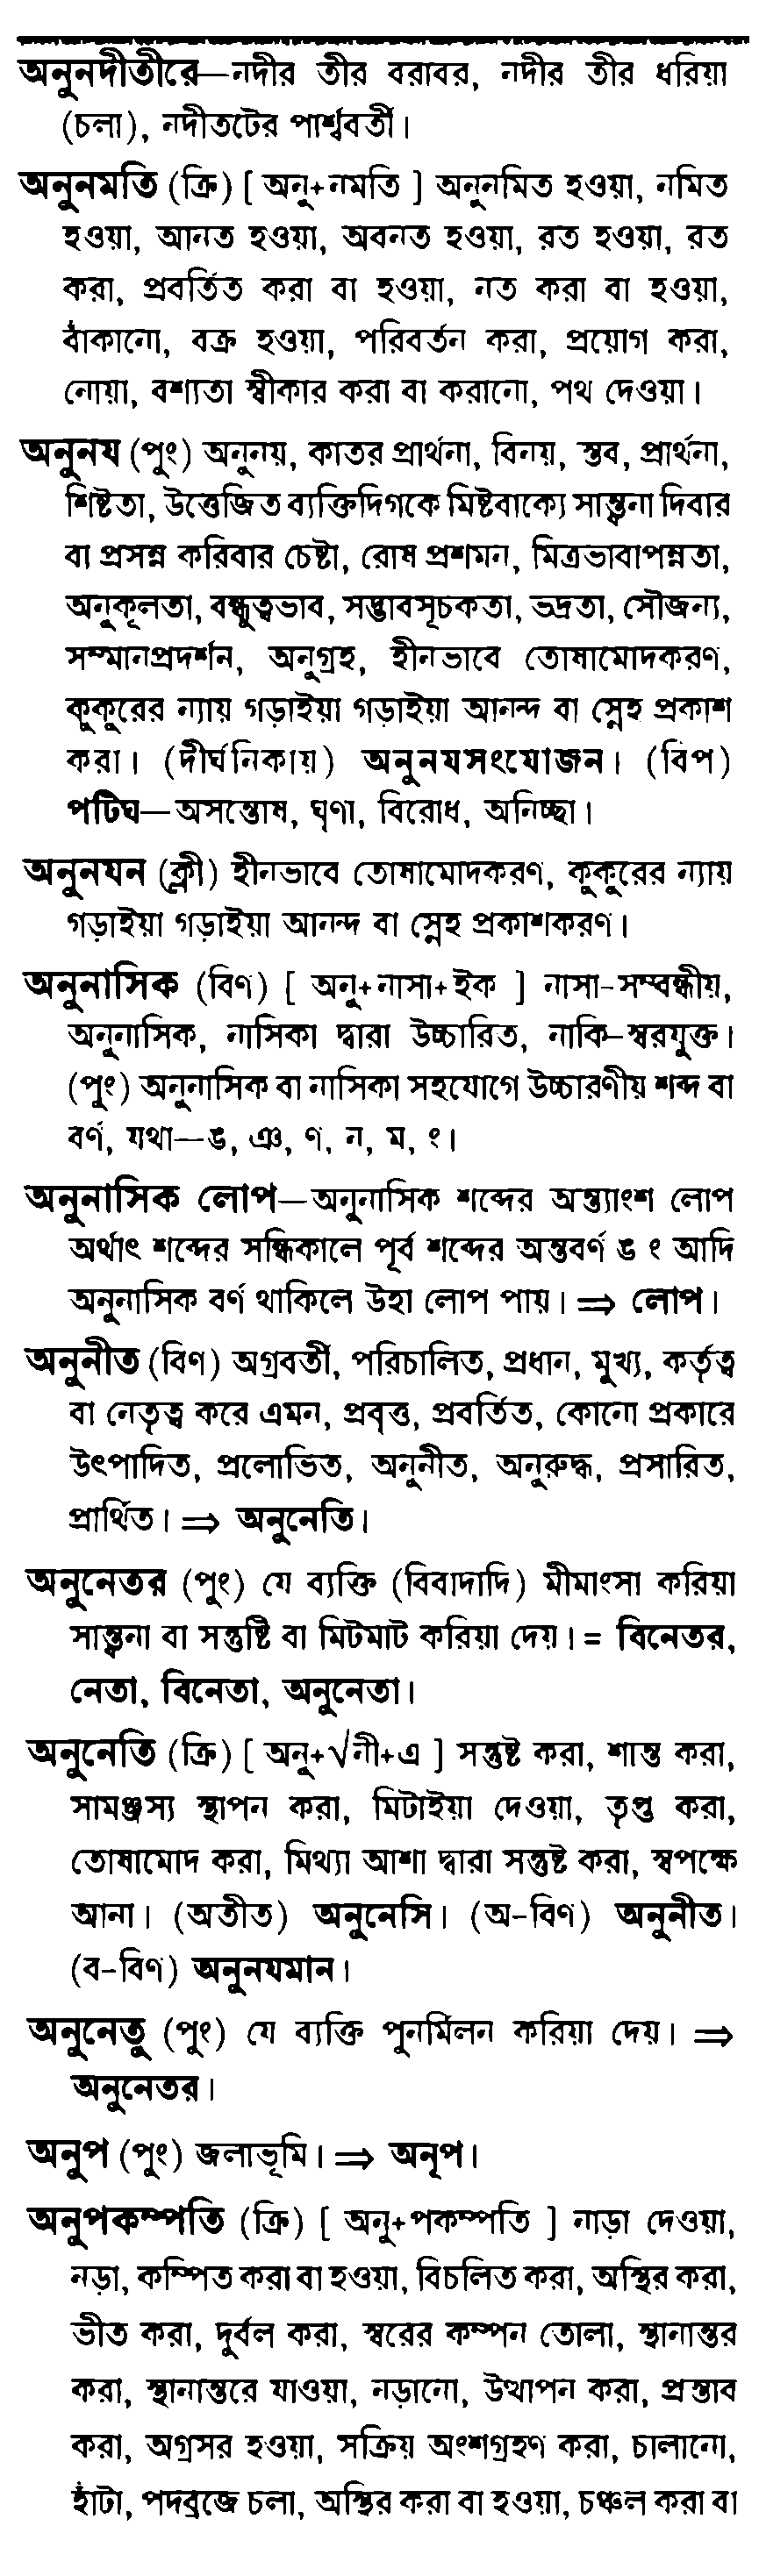 অনুনদীতীরে—নদীর তীর বরাবর, নদীর তীর ধরিয়া
(চলা), নদীতটের পার্শ্ববর্তী।
অনুনমতি (ক্রি) [ অনু+নমতি ] অনুনমিত হওয়া, নমিত
হওয়া, আনত হওয়া, অবনত হওয়া, রত হওয়া, রত
করা, প্রবর্তিত করা বা হওয়া, নত করা বা হওয়া,
বাঁকানো, বক্র হওয়া, পরিবর্তন করা, প্রয়োগ করা,
নোয়া, বশ্যতা স্বীকার করা বা করানো, পথ দেওয়া।
অনুনয (পুং) অনুনয়, কাতর প্রার্থনা, বিনয়, স্তব, প্রার্থনা,
শিষ্টতা, উত্তেজিত ব্যক্তিদিগকে মিষ্টবাক্যে সান্ত্বনা দিবার
বা প্রসন্ন করিবার চেষ্টা, রোষ প্রশমন, মিত্রভাবাপন্নতা,
অনুকূলতা, বন্ধুত্বভাব, সদ্ভাবসূচকতা, ভদ্রতা, সৌজন্য,
সম্মানপ্রদর্শন, অনুগ্রহ, হীনভাবে তোষামোদকরণ,
কুকুরের ন্যায় গড়াইয়া গড়াইয়া আনন্দ বা স্নেহ প্রকাশ
করা। (দীর্ঘনিকায়) অনুনযসংযোজন। (বিপ)
পটিঘ—অসন্তোষ, ঘৃণা, বিরোধ, অনিচ্ছা।
অনুনযন (ক্লী) হীনভাবে তোষামোদকরণ, কুকুরের ন্যায়
গড়াইয়া গড়াইয়া আনন্দ বা স্নেহ প্রকাশকরণ।
অনুনাসিক (বিণ) [ অনু+নাসা+ইক ] নাসা-সম্বন্ধীয়,
অনুনাসিক, নাসিকা দ্বারা উচ্চারিত, নাকি-স্বরযুক্ত।
(পুং) অনুনাসিক বা নাসিকা সহযোগে উচ্চারণীয় শব্দ বা
বর্ণ, যথা—ঙ, ঞ, ণ, ন, ম, ং।
অনুনাসিক লোপ—অনুনাসিক শব্দের অন্ত্যাংশ লোপ
অর্থাৎ শব্দের সন্ধিকালে পূর্ব শব্দের অন্তবর্ণ ঙ ং আদি
অনুনাসিক বর্ণ থাকিলে উহা লোপ পায়। ⇒ লোপ।
অনুনীত (বিণ) অগ্রবর্তী, পরিচালিত, প্রধান, মুখ্য, কর্তৃত্ব
বা নেতৃত্ব করে এমন, প্রবৃত্ত, প্রবর্তিত, কোনো প্রকারে
উৎপাদিত, প্রলোভিত, অনুনীত, অনুরুদ্ধ, প্রসারিত,
প্রার্থিত। ⇒ অনুনেতি।
অনুনেতর (পুং) যে ব্যক্তি (বিবাদাদি) মীমাংসা করিয়া
সান্ত্বনা বা সন্তুষ্টি বা মিটমাট করিয়া দেয়। = বিনেতর,
নেতা, বিনেতা, অনুনেতা।
অনুনেতি (ক্রি) [ অনু+√নী+এ ] সন্তুষ্ট করা, শান্ত করা,
সামঞ্জস্য স্থাপন করা, মিটাইয়া দেওয়া, তৃপ্ত করা,
তোষামোদ করা, মিথ্যা আশা দ্বারা সন্তুষ্ট করা, স্বপক্ষে
আনা। (অতীত) অনুনেসি। (অ-বিণ) অনুনীত।
(ব-বিণ) অনুনযমান।
অনুনেতু (পুং) যে ব্যক্তি পুনর্মিলন করিয়া দেয়। ⇒
অনুনেতর।
অনুপ (পুং) জলাভূমি। ⇒ অনূপ।
অনুপকম্পতি (ক্রি) [ অনু+পকম্পতি ] নাড়া দেওয়া,
নড়া, কম্পিত করা বা হওয়া, বিচলিত করা, অস্থির করা,
ভীত করা, দুর্বল করা, স্বরের কম্পন তোলা, স্থানান্তর
করা, স্থানান্তরে যাওয়া, নড়ানো, উত্থাপন করা, প্রস্তাব
করা, অগ্রসর হওয়া, সক্রিয় অংশগ্রহণ করা, চালানো,
হাঁটা, পদব্রজে চলা, অস্থির করা বা হওয়া, চঞ্চল করা বা